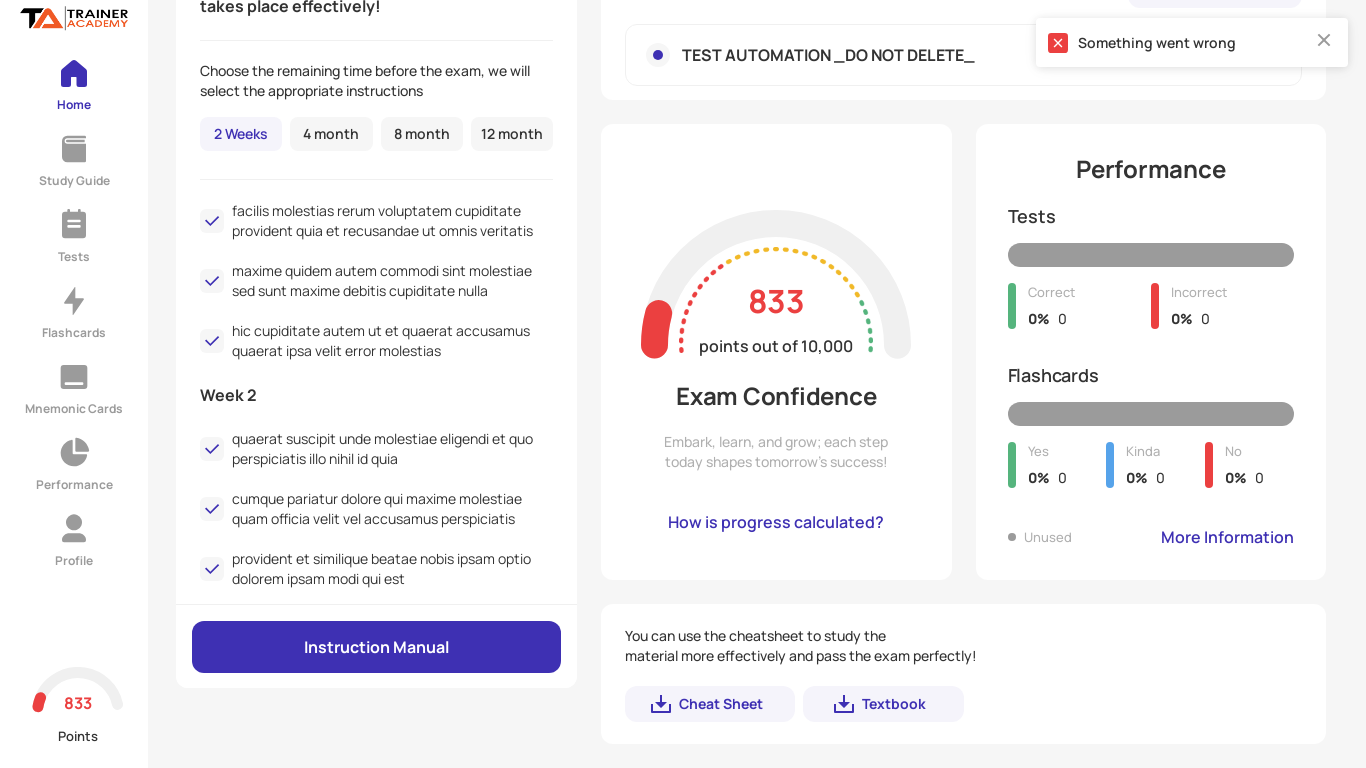 TRAINER
ACADEMY
Home
Study Guide
Tests
Flashcards
Mnemonic Cards
Performance
Profile
833
Points
takes place effectively!
Choose the remaining time before the exam, we will
select the appropriate instructions
2 Weeks
4 month
8 month
12 month
facilis molestias rerum voluptatem cupiditate
provident quia et recusandae ut omnis veritatis
maxime quidem autem commodi sint molestiae
sed sunt maxime debitis cupiditate nulla
hic cupiditate autem ut et quaerat accusamus
quaerat ipsa velit error molestias
Week 2
quaerat suscipit unde molestiae eligendi et quo
perspiciatis illo nihil id quia
cumque pariatur dolore qui maxime molestiae
quam officia velit vel accusamus perspiciatis
provident et similique beatae nobis ipsam optio
dolorem ipsam modi qui est
Instruction Manual
TEST AUTOMATION _DO NOT DELETE_
Something went wrong
833
points out of 10,000
Exam Confidence
Embark, learn, and grow; each step
today shapes tomorrow's success!
How is progress calculated?
Performance
Tests
Correct
0% 0
Incorrect
0% 0
Flashcards
Yes
0% 0
Kinda
0% 0
No
0% 0
Unused
More Information
You can use the cheatsheet to study the
material more effectively and pass the exam perfectly!
Cheat Sheet
Textbook